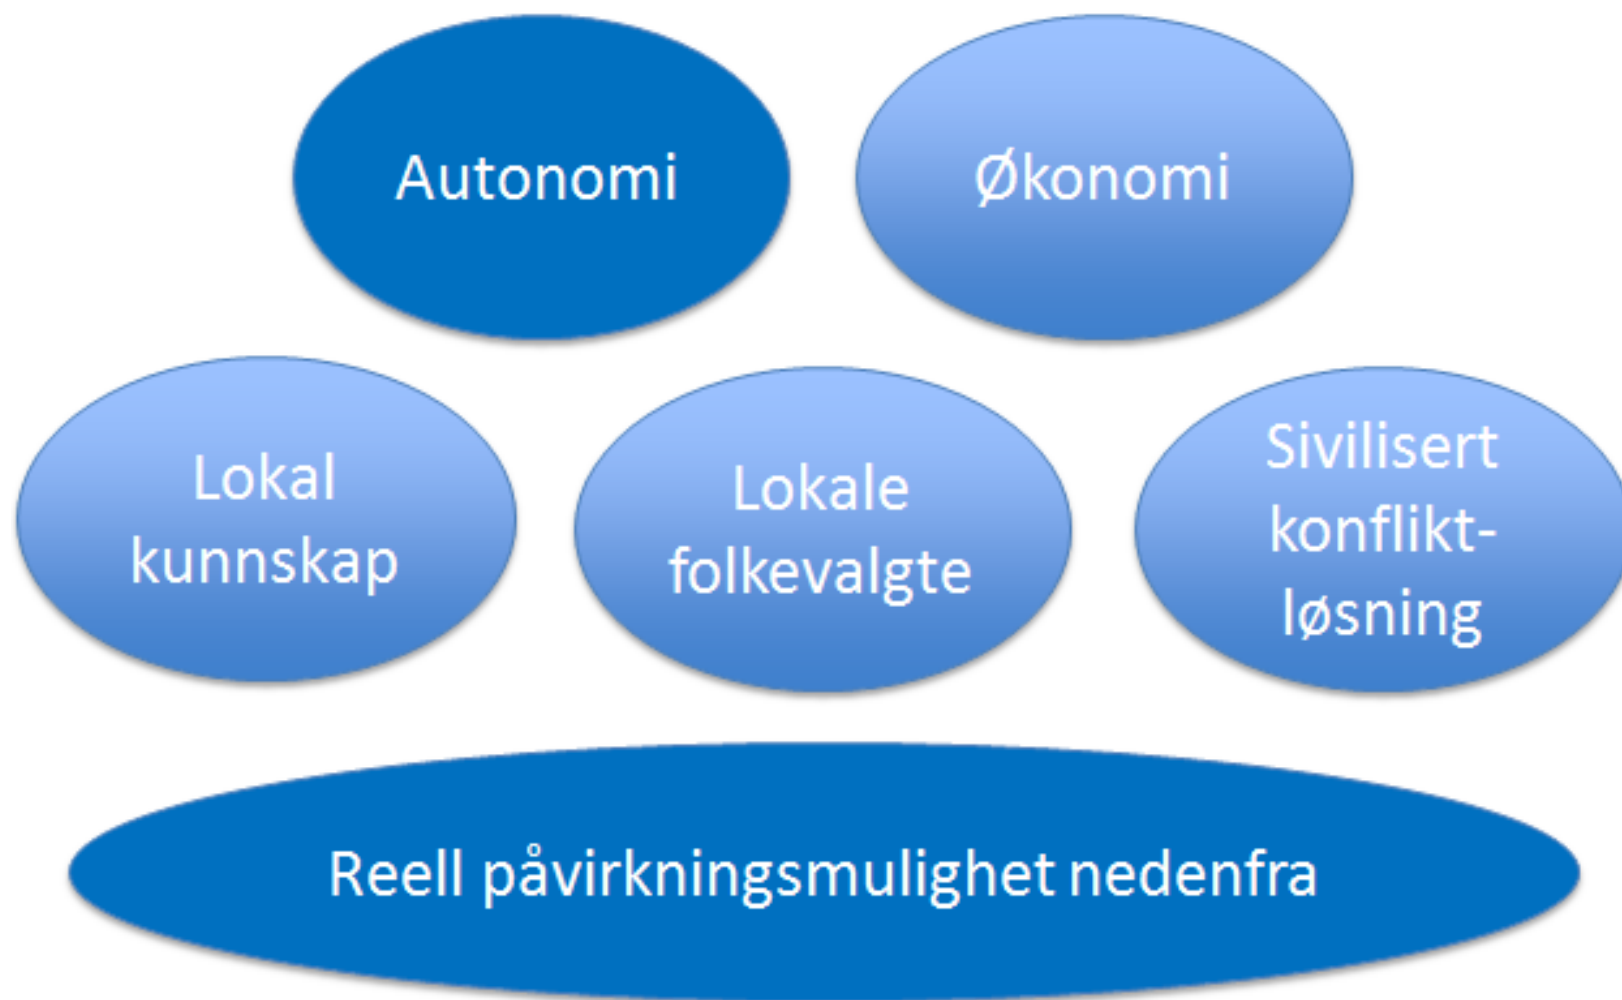 Autonomi
Økonomi
Lokal
kunnskap
Lokale
folkevalgte
Sivilisert
konflikt-
løsning
Reell påvirkningsmulighet nedenfra